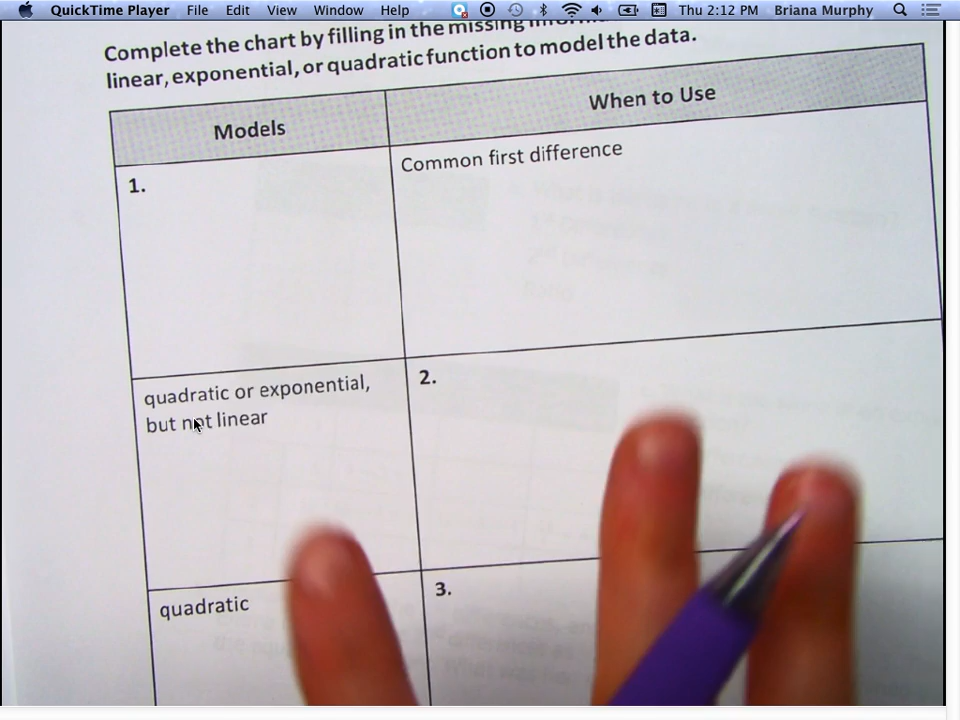 QuickTime Player File Edit View Window Help Thu 2:12 PM Briana Murphy
Complete the chart by filling in the missing
linear, exponential, or quadratic function to model the data.
Models
When to Use
1.
Common first difference
quadratic or exponential,
but not linear
2.
quadratic
3.